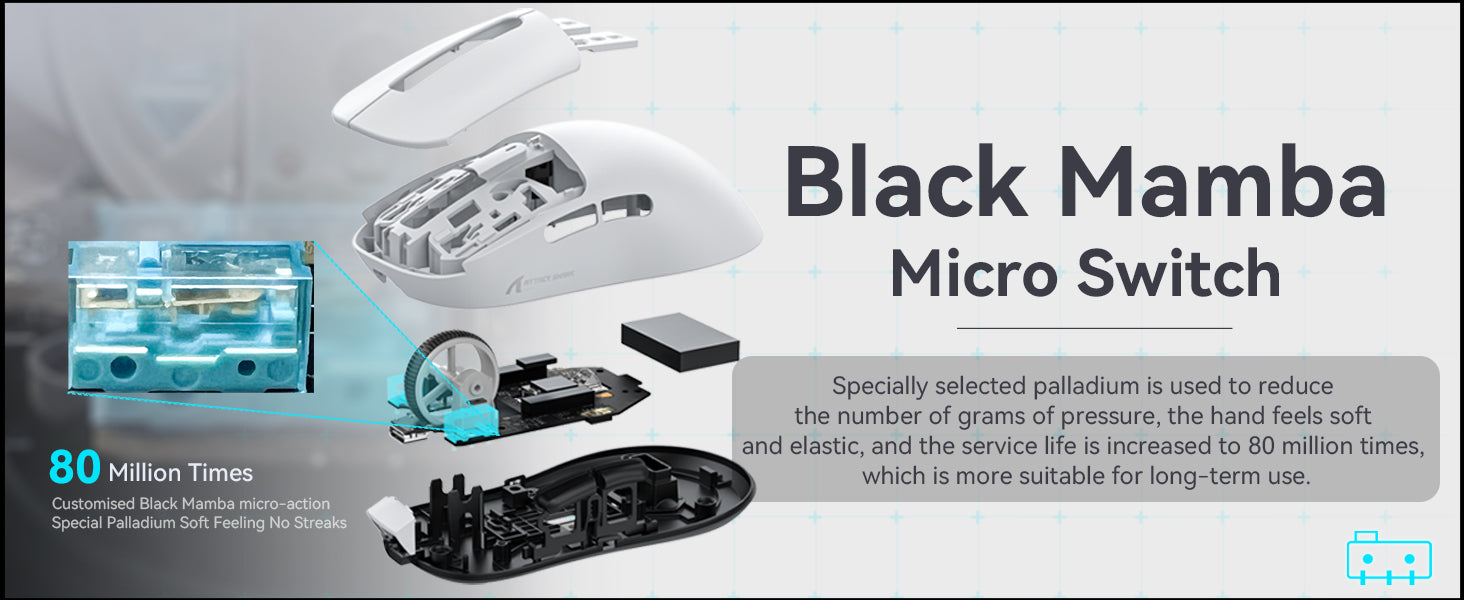 Black Mamba
Micro Switch
Specially selected palladium is used to reduce
the number of grams of pressure, the hand feels soft
and elastic, and the service life is increased to 80 million times,
which is more suitable for long-term use.
ATTACK SHARK
80 Million Times
Customised Black Mamba micro-action
Special Palladium Soft Feeling No Streaks